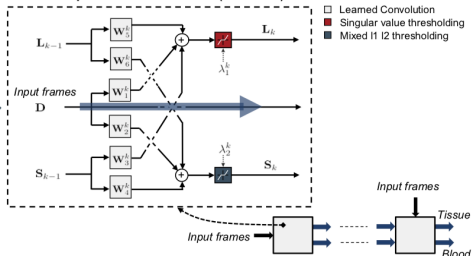 Learned Convolution
Singular value thresholding
Mixed l1 l2 thresholding
L_{k-1}
W_5^k
L_k
W_6^k
λ_1^k
Input frames
W_1^k
D
W_2^k
W_3^k
λ_2^k
S_{k-1}
W_4^k
S_k
Input frames
Tissue
Input frames
Blood